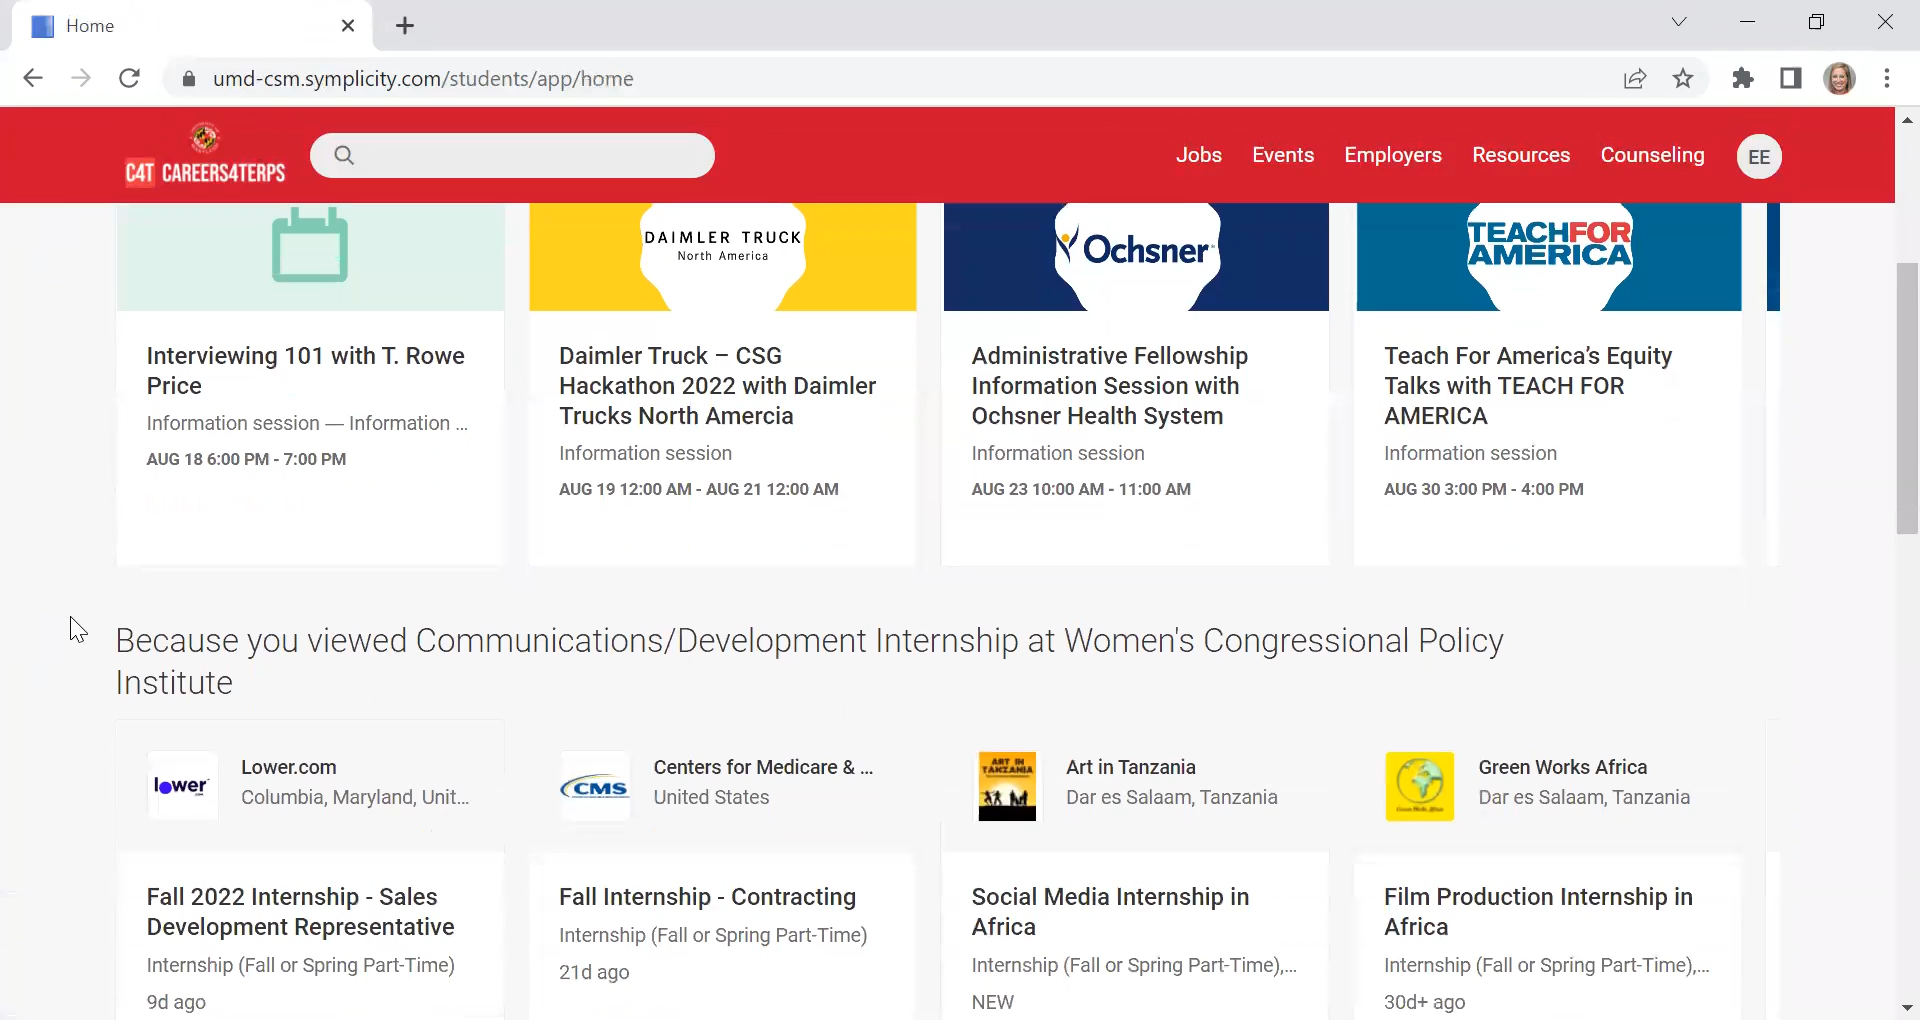 Home
umd-csm.symplicity.com/students/app/home
C4T CAREERS4TERPS
Jobs
Events
Employers
Resources
Counseling
EE
DAIMLER TRUCK
North America
Ochsner
TEACHFOR
AMERICA
Interviewing 101 with T. Rowe
Price
Information session — Information ...
AUG 18 6:00 PM - 7:00 PM
Daimler Truck – CSG
Hackathon 2022 with Daimler
Trucks North Amercia
Information session
AUG 19 12:00 AM - AUG 21 12:00 AM
Administrative Fellowship
Information Session with
Ochsner Health System
Information session
AUG 23 10:00 AM - 11:00 AM
Teach For America’s Equity
Talks with TEACH FOR
AMERICA
Information session
AUG 30 3:00 PM - 4:00 PM
Because you viewed Communications/Development Internship at Women's Congressional Policy
Institute
lower
Lower.com
Columbia, Maryland, Unit...
Fall 2022 Internship - Sales
Development Representative
Internship (Fall or Spring Part-Time)
9d ago
CMS
Centers for Medicare & ...
United States
Fall Internship - Contracting
Internship (Fall or Spring Part-Time)
21d ago
ART IN
TANZANIA
Art in Tanzania
Dar es Salaam, Tanzania
Social Media Internship in
Africa
Internship (Fall or Spring Part-Time),...
NEW
Green Works Africa
Dar es Salaam, Tanzania
Film Production Internship in
Africa
Internship (Fall or Spring Part-Time),...
30d+ ago